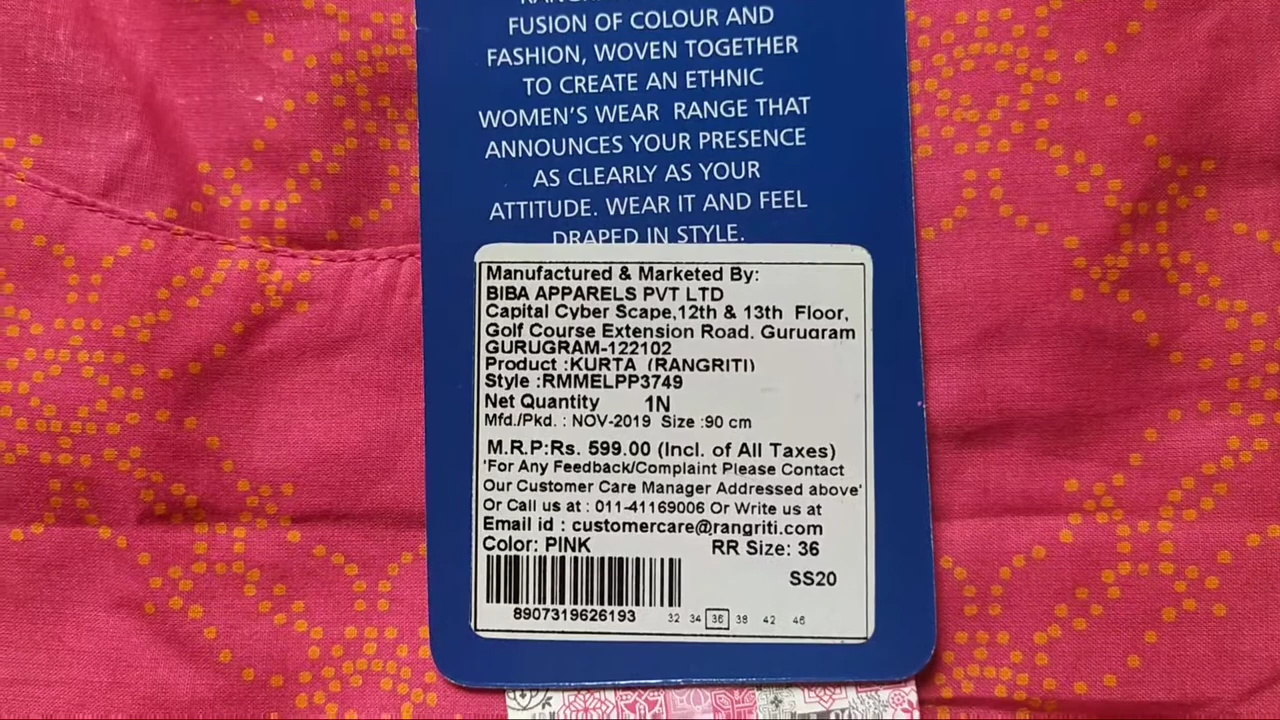 FUSION OF COLOUR AND
FASHION, WOVEN TOGETHER
TO CREATE AN ETHNIC
WOMEN'S WEAR RANGE THAT
ANNOUNCES YOUR PRESENCE
AS CLEARLY AS YOUR
ATTITUDE. WEAR IT AND FEEL
DRAPED IN STYLE.
Manufactured & Marketed By:
BIBA APPARELS PVT LTD
Capital Cyber Scape,12th & 13th Floor,
Golf Course Extension Road. Gurugram
GURUGRAM-122102
Product :KURTA (RANGRITI)
Style :RMMELPP3749
Net Quantity 1N
Mfd./Pkd. : NOV-2019 Size :90 cm
M.R.P:Rs. 599.00 (Incl. of All Taxes)
'For Any Feedback/Complaint Please Contact
Our Customer Care Manager Addressed above'
Or Call us at : 011-41169006 Or Write us at
Email id : customercare@rangriti.com
Color: PINK RR Size: 36
SS20
8907319626193 32 34 36 38 42 46